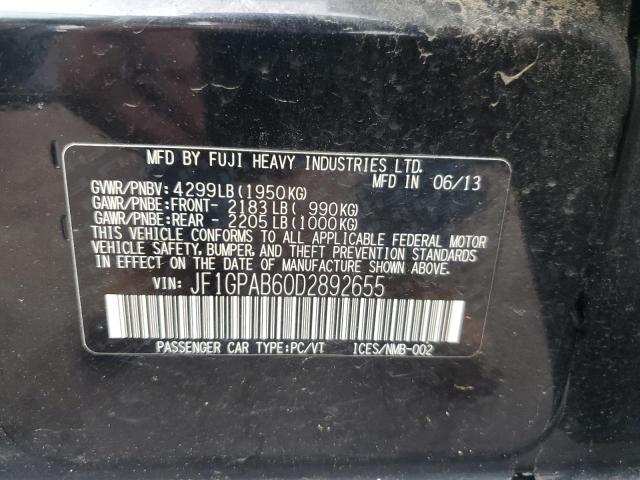 MFD BY FUJI HEAVY INDUSTRIES LTD.
MFD IN 06/13
GVWR/PNBV: 4299LB(1950KG)
GAWR/PNBE:FRONT- 2183LB( 990KG)
GAWR/PNBE:REAR - 2205LB(1000KG)
THIS VEHICLE CONFORMS TO ALL APPLICABLE FEDERAL MOTOR
VEHICLE SAFETY, BUMPER, AND THEFT PREVENTION STANDARDS
IN EFFECT ON THE DATE OF MANUFACTURE SHOWN ABOVE.
VIN: JF1GPAB60D2892655
PASSENGER CAR TYPE:PC/VT ICES/NMB-002